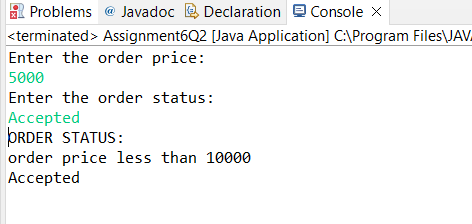 Problems @ Javadoc Declaration Console
<terminated> Assignment6Q2 [Java Application] C:\Program Files\JAV
Enter the order price:
5000
Enter the order status:
Accepted
ORDER STATUS:
order price less than 10000
Accepted